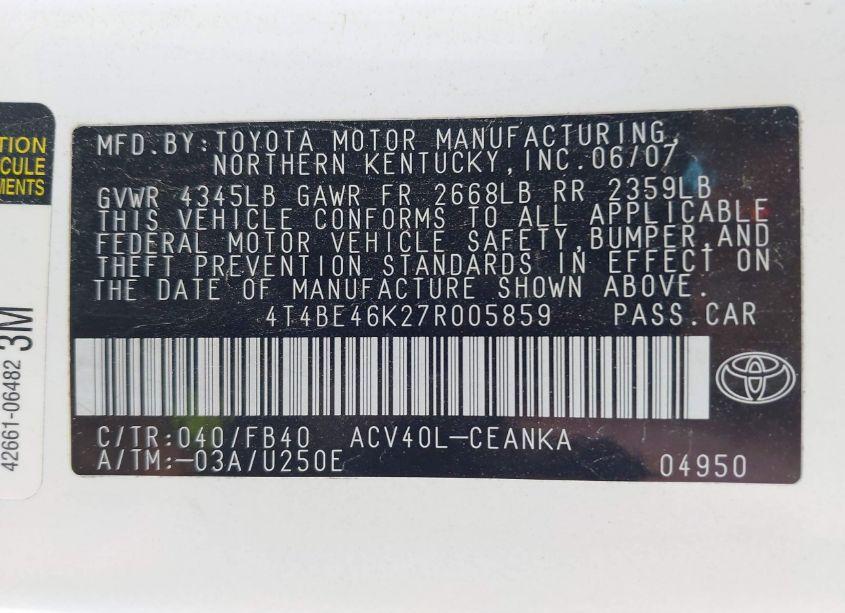 TION
CULE
MENTS
42661-06482 3M
MFD.BY:TOYOTA MOTOR MANUFACTURING,
NORTHERN KENTUCKY,INC.06/07
GVWR 4345LB GAWR FR 2668LB RR 2359LB
THIS VEHICLE CONFORMS TO ALL APPLICABLE
FEDERAL MOTOR VEHICLE SAFETY,BUMPER,AND
THEFT PREVENTION STANDARDS IN EFFECT ON
THE DATE OF MANUFACTURE SHOWN ABOVE.
4T4BE46K27R005859 PASS.CAR
C/TR:040/FB40 ACV40L-CEANKA
A/TM:-03A/U250E 04950